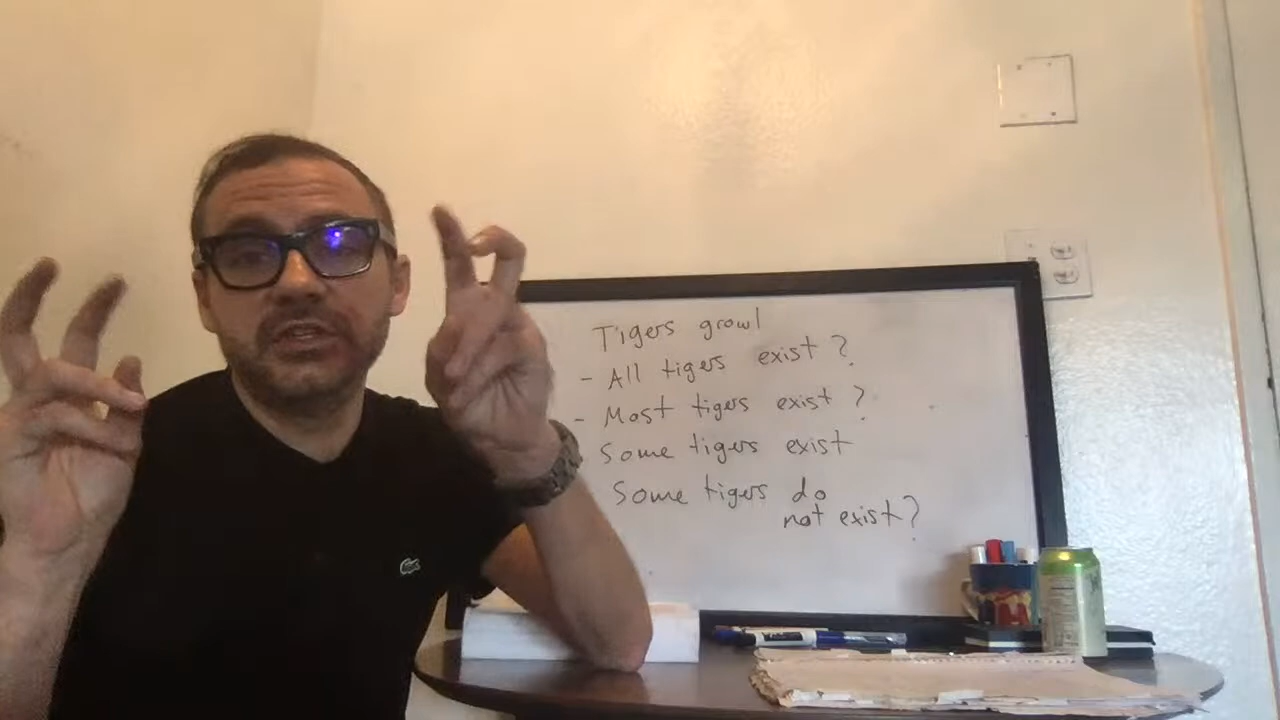 Tigers growl
- All tigers exist?
- Most tigers exist?
Some tigers exist
Some tigers do
not exist?